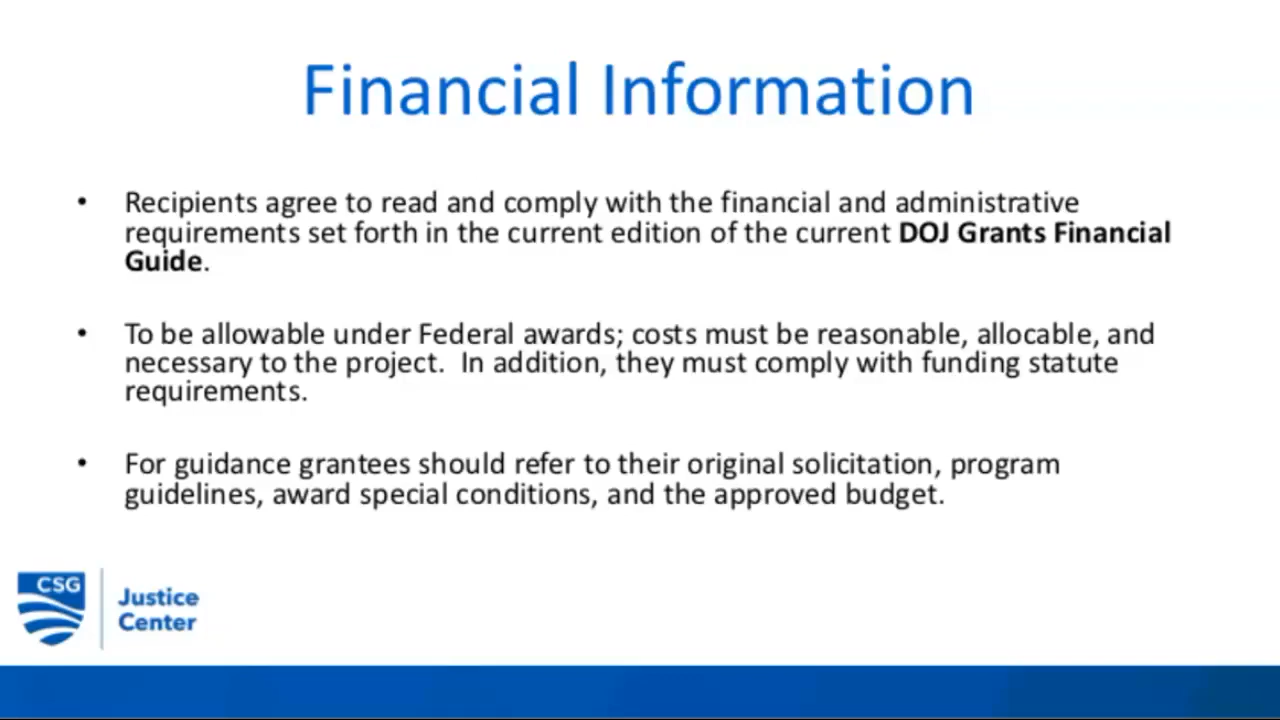 Financial Information
• Recipients agree to read and comply with the financial and administrative
requirements set forth in the current edition of the current DOJ Grants Financial
Guide.
• To be allowable under Federal awards; costs must be reasonable, allocable, and
necessary to the project.  In addition, they must comply with funding statute
requirements.
• For guidance grantees should refer to their original solicitation, program
guidelines, award special conditions, and the approved budget.
CSG
Justice
Center